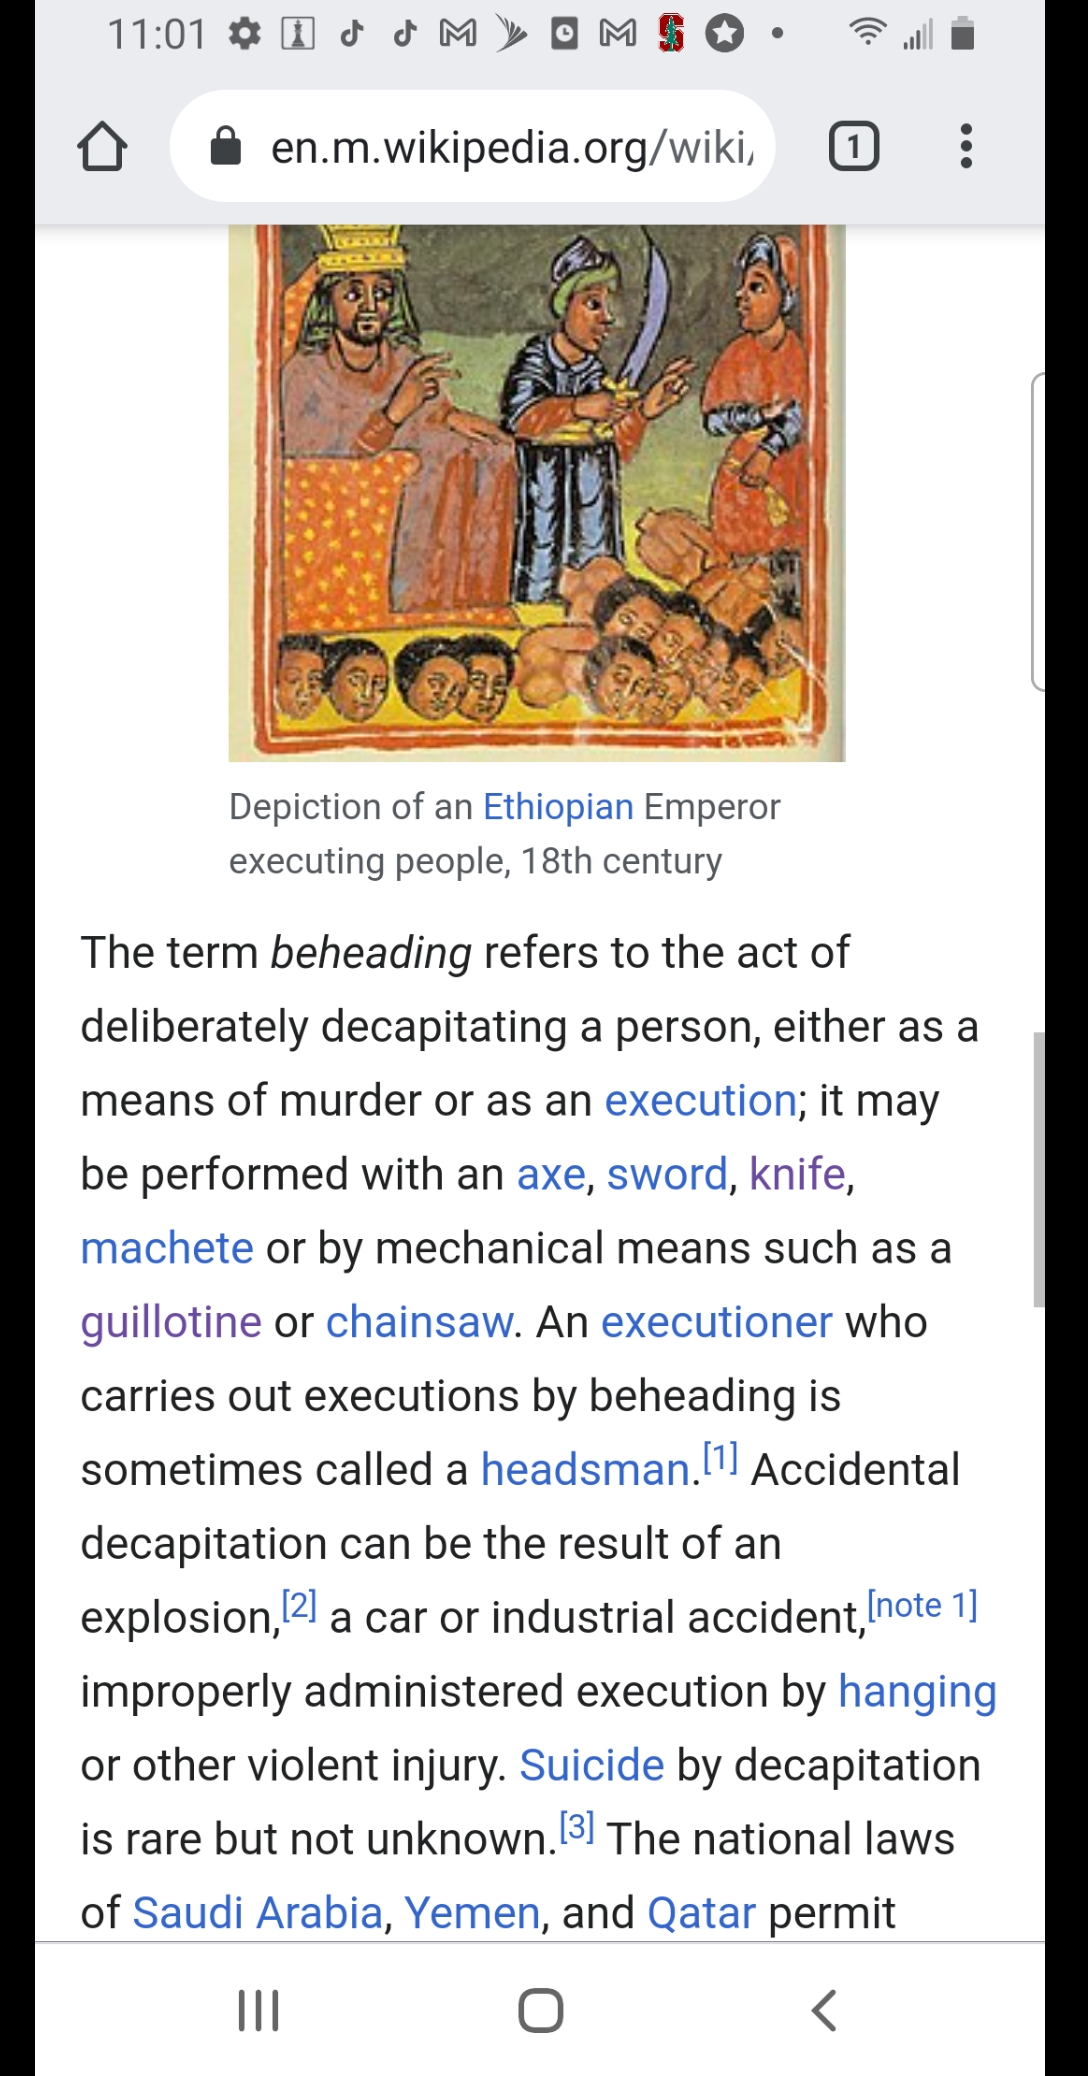 11:01
en.m.wikipedia.org/wiki/
1
Depiction of an Ethiopian Emperor
executing people, 18th century
The term beheading refers to the act of
deliberately decapitating a person, either as a
means of murder or as an execution; it may
be performed with an axe, sword, knife,
machete or by mechanical means such as a
guillotine or chainsaw. An executioner who
carries out executions by beheading is
sometimes called a headsman.[1] Accidental
decapitation can be the result of an
explosion,[2] a car or industrial accident,[note 1]
improperly administered execution by hanging
or other violent injury. Suicide by decapitation
is rare but not unknown.[3] The national laws
of Saudi Arabia, Yemen, and Qatar permit